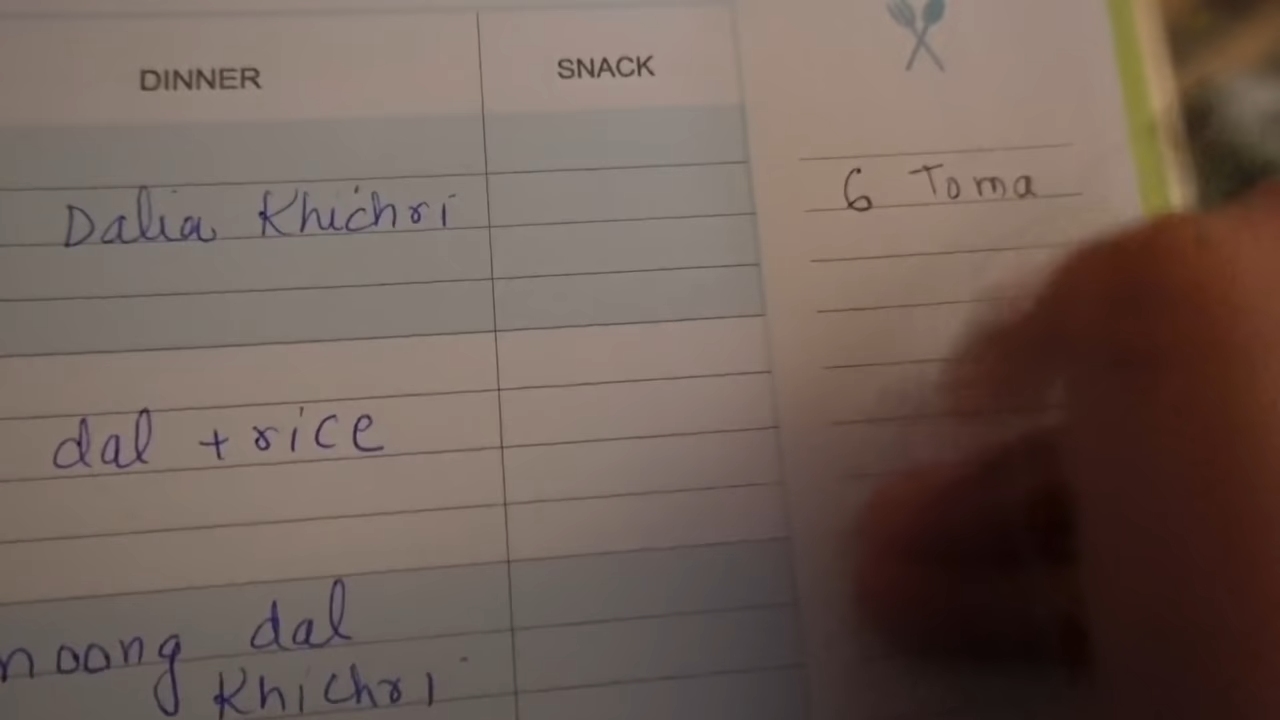 DINNER SNACK
6 Toma
Dalia Khichri
dal + rice
moong dal
Khichri